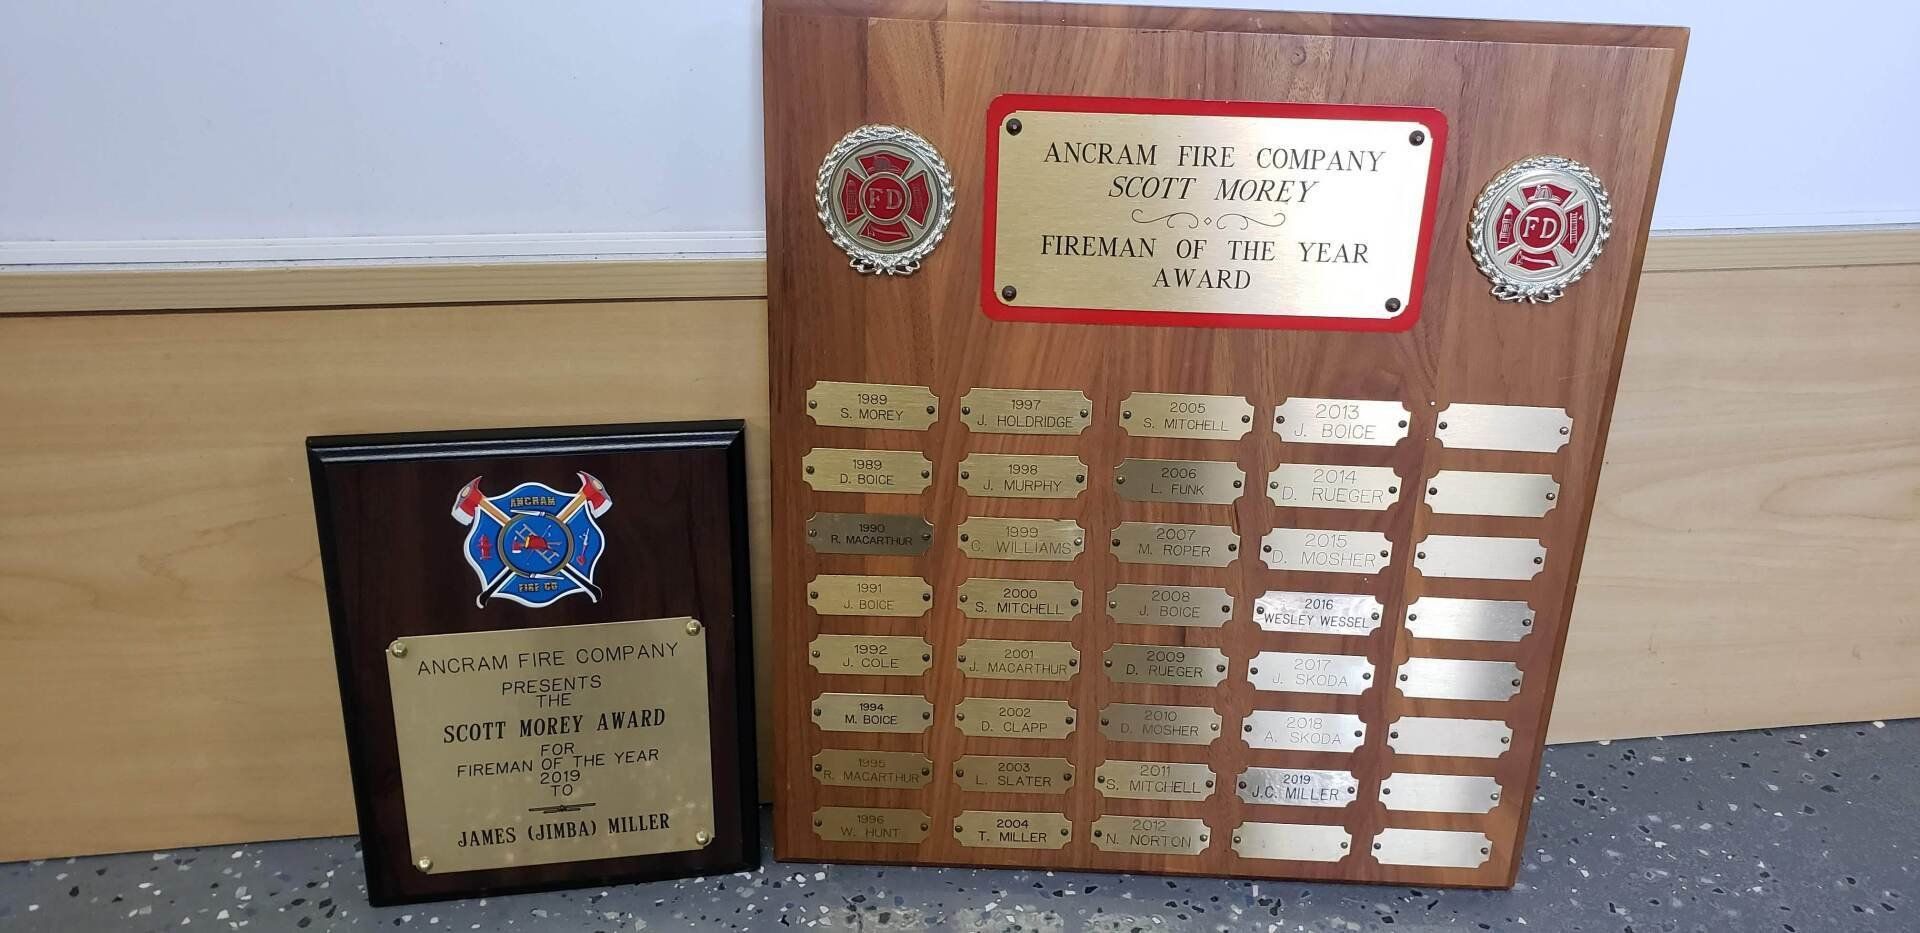 ANCRAM
FIRE CO
ANCRAM FIRE COMPANY
PRESENTS
THE
SCOTT MOREY AWARD
FOR
FIREMAN OF THE YEAR
2019
TO
JAMES (JIMBA) MILLER
FD
ANCRAM FIRE COMPANY
SCOTT MOREY
FIREMAN OF THE YEAR
AWARD
FD
1989
S. MOREY
1989
D. BOICE
1990
R. MACARTHUR
1991
J. BOICE
1992
J. COLE
1994
M. BOICE
1995
R. MACARTHUR
1996
W. HUNT
1997
J. HOLDRIDGE
1998
J. MURPHY
1999
C. WILLIAMS
2000
S. MITCHELL
2001
J. MACARTHUR
2002
D. CLAPP
2003
L. SLATER
2004
T. MILLER
2005
S. MITCHELL
2006
L. FUNK
2007
M. ROPER
2008
J. BOICE
2009
D. RUEGER
2010
D. MOSHER
2011
S. MITCHELL
2012
N. NORTON
2013
J. BOICE
2014
D. RUEGER
2015
D. MOSHER
2016
WESLEY WESSEL
2017
J. SKODA
2018
A. SKODA
2019
J.C. MILLER